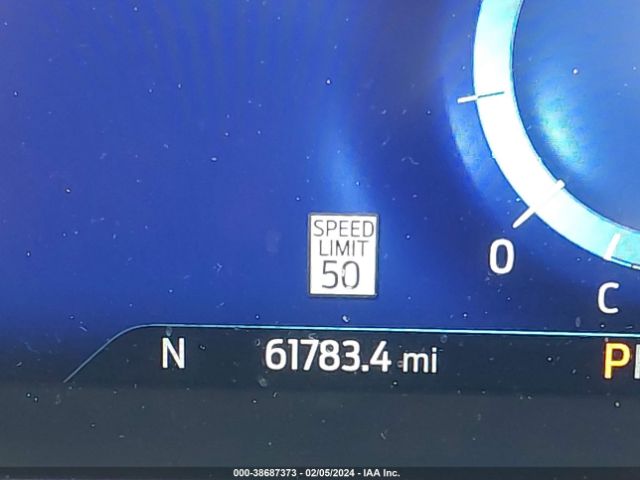 SPEED
LIMIT
50
0
C
N 61783.4 mi P
000-38687373 - 02/05/2024 - IAA Inc.